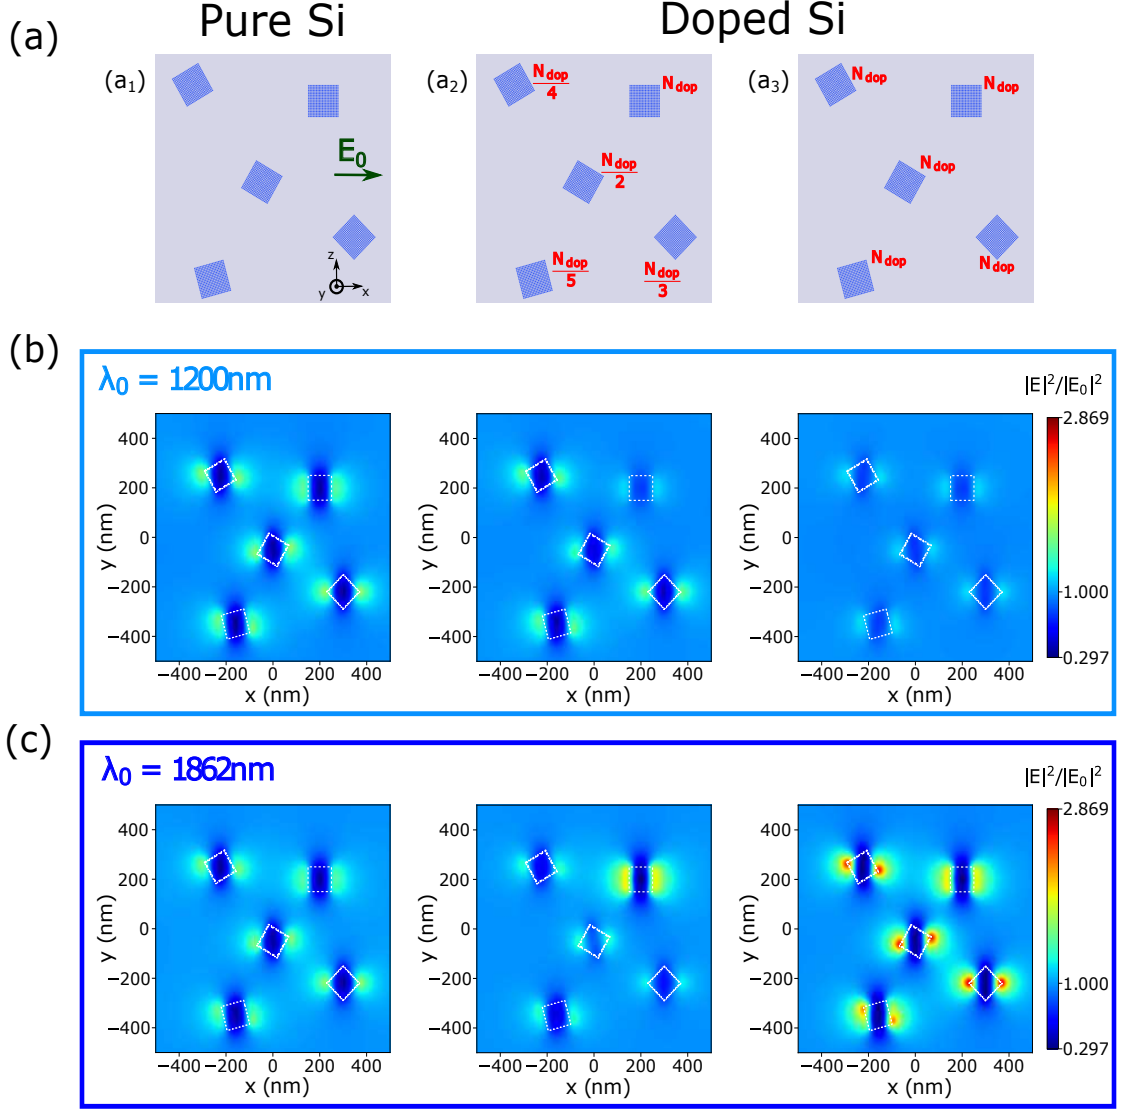 (a)
Pure Si
Doped Si
(a₁)
E₀
z
y
x
(a₂)
N_dop
4
N_dop
N_dop
2
N_dop
5
N_dop
3
(a₃)
N_dop
N_dop
N_dop
N_dop
N_dop
(b)
λ₀ = 1200nm
|E|²/|E₀|²
y (nm)
400
200
0
−200
−400
−400 −200 0 200 400
x (nm)
y (nm)
400
200
0
−200
−400
−400 −200 0 200 400
x (nm)
y (nm)
400
200
0
−200
−400
−400 −200 0 200 400
x (nm)
2.869
1.000
0.297
(c)
λ₀ = 1862nm
|E|²/|E₀|²
y (nm)
400
200
0
−200
−400
−400 −200 0 200 400
x (nm)
y (nm)
400
200
0
−200
−400
−400 −200 0 200 400
x (nm)
y (nm)
400
200
0
−200
−400
−400 −200 0 200 400
x (nm)
2.869
1.000
0.297